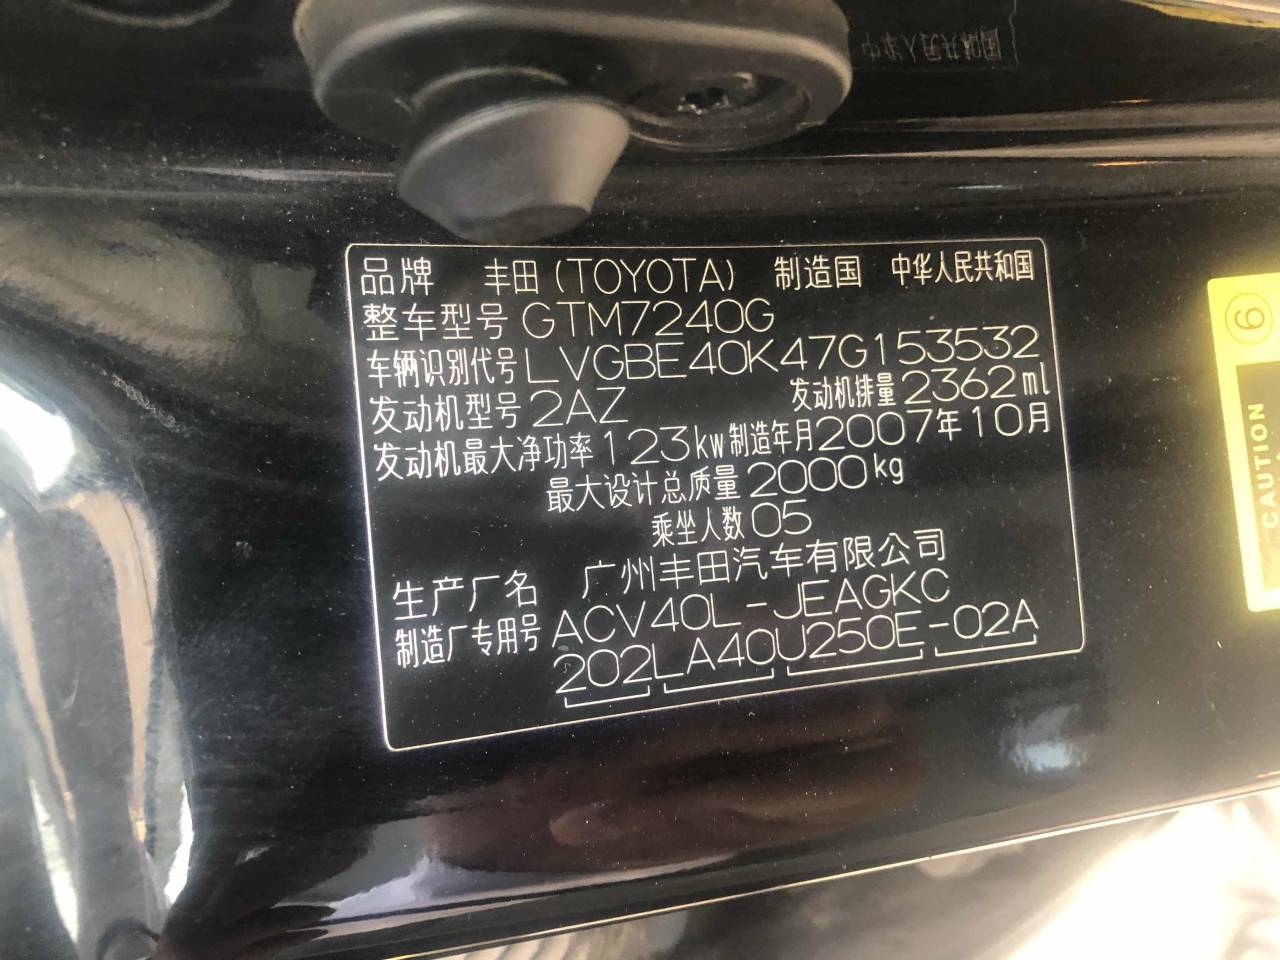 品牌 丰田(TOYOTA) 制造国 中华人民共和国
整车型号 GTM7240G
车辆识别代号 LVGBE40K47G153532
发动机型号 2AZ 发动机排量 2362ml
发动机最大净功率 123kw 制造年月 2007年10月
最大设计总质量 2000kg
乘坐人数 05
生产厂名 广州丰田汽车有限公司
制造厂专用号 ACV40L-JEAGKC
202LA40U250E-02A
CAUTION